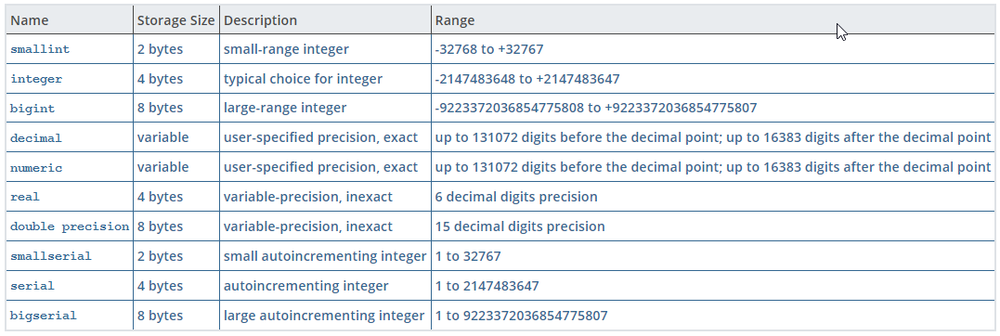 Name Storage Size Description Range
smallint 2 bytes small-range integer -32768 to +32767
integer 4 bytes typical choice for integer -2147483648 to +2147483647
bigint 8 bytes large-range integer -9223372036854775808 to +9223372036854775807
decimal variable user-specified precision, exact up to 131072 digits before the decimal point; up to 16383 digits after the decimal point
numeric variable user-specified precision, exact up to 131072 digits before the decimal point; up to 16383 digits after the decimal point
real 4 bytes variable-precision, inexact 6 decimal digits precision
double precision 8 bytes variable-precision, inexact 15 decimal digits precision
smallserial 2 bytes small autoincrementing integer 1 to 32767
serial 4 bytes autoincrementing integer 1 to 2147483647
bigserial 8 bytes large autoincrementing integer 1 to 9223372036854775807